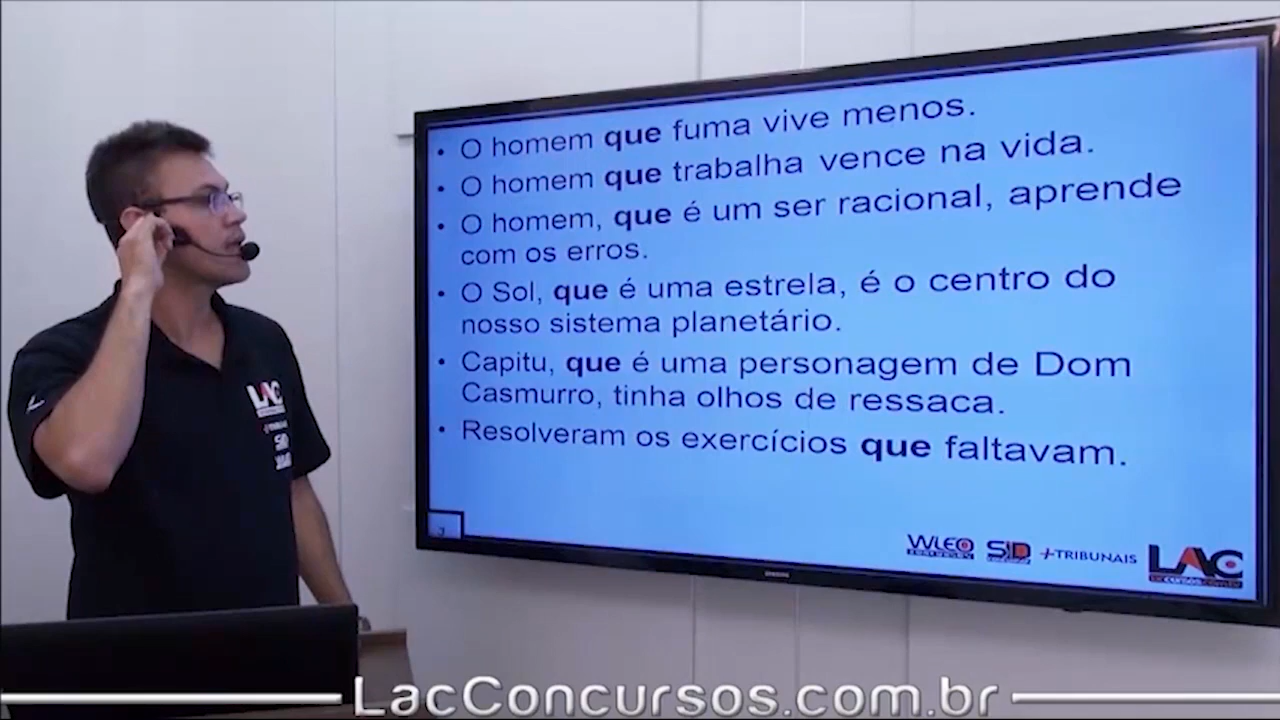 • O homem que fuma vive menos.
• O homem que trabalha vence na vida.
• O homem, que é um ser racional, aprende
com os erros.
• O Sol, que é uma estrela, é o centro do
nosso sistema planetário.
• Capitu, que é uma personagem de Dom
Casmurro, tinha olhos de ressaca.
• Resolveram os exercícios que faltavam.
WLEO
SID
+TRIBUNAIS
LAC
LAC
LacConcursos.com.br